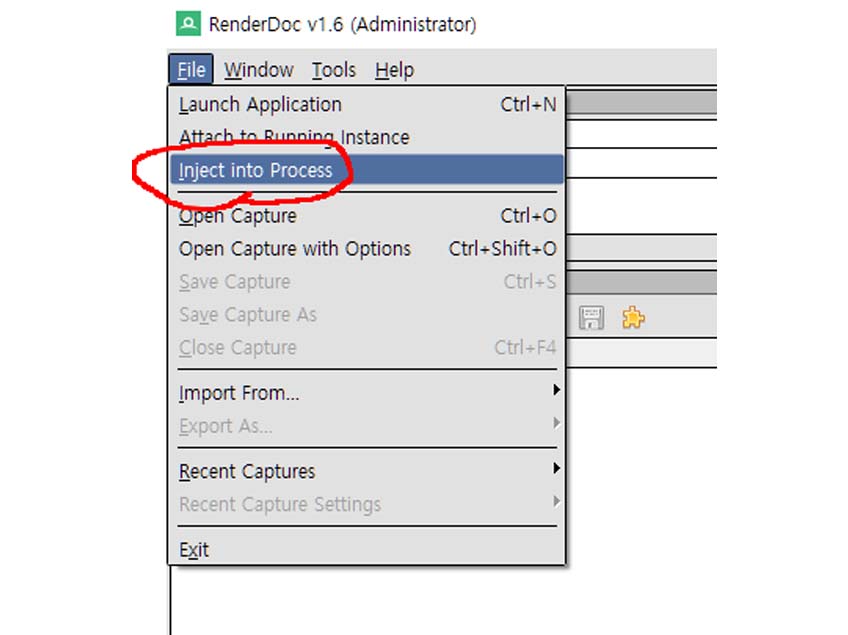 RenderDoc v1.6 (Administrator)
File Window Tools Help
Launch Application Ctrl+N
Attach to Running Instance
Inject into Process
Open Capture Ctrl+O
Open Capture with Options Ctrl+Shift+O
Save Capture Ctrl+S
Save Capture As
Close Capture Ctrl+F4
Import From...
Export As...
Recent Captures
Recent Capture Settings
Exit